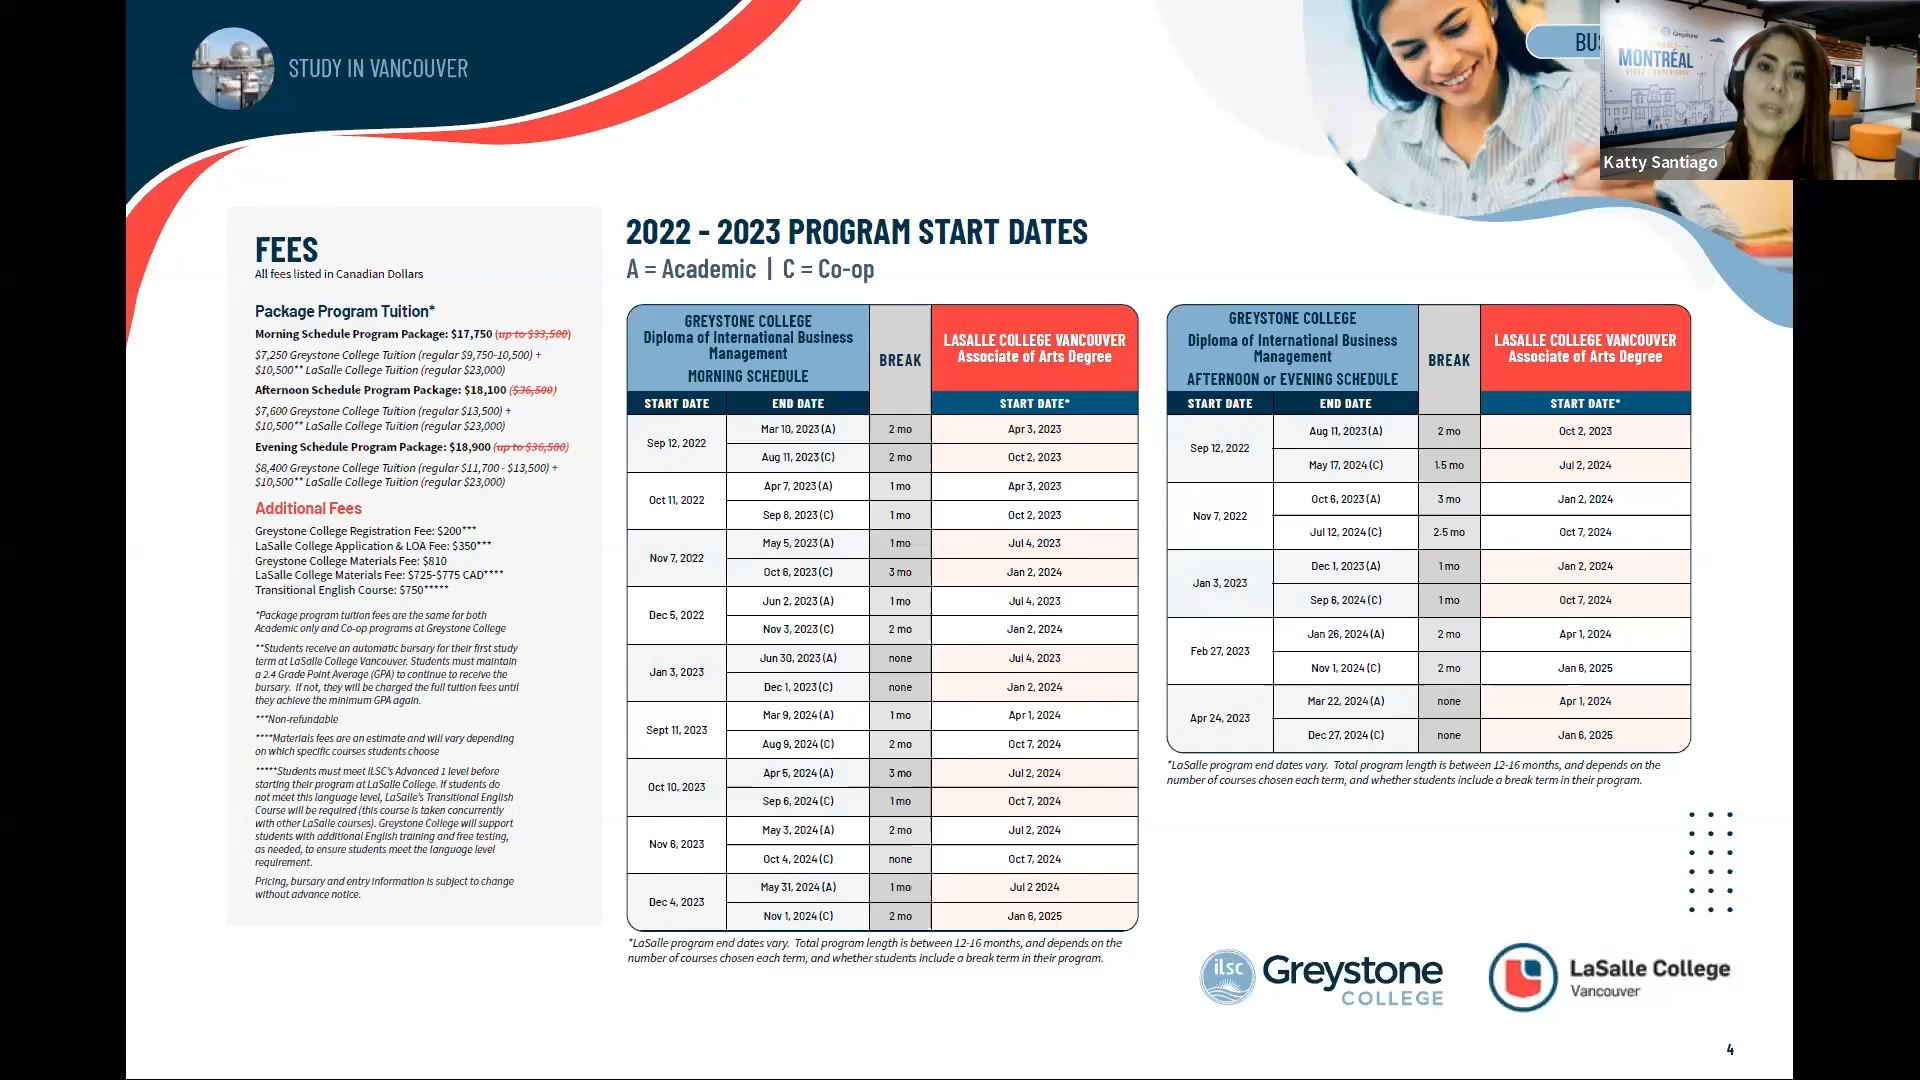 STUDY IN VANCOUVER
BU
Greystone
MONTRÉAL
Katty Santiago
FEES
All fees listed in Canadian Dollars
Package Program Tuition*
Morning Schedule Program Package: $17,750 (up to $33,500)
$7,250 Greystone College Tuition (regular $9,750-10,500) +
$10,500** LaSalle College Tuition (regular $23,000)
Afternoon Schedule Program Package: $18,100 ($36,500)
$7,600 Greystone College Tuition (regular $13,500) +
$10,500** LaSalle College Tuition (regular $23,000)
Evening Schedule Program Package: $18,900 (up to $36,500)
$8,400 Greystone College Tuition (regular $11,700 - $13,500) +
$10,500** LaSalle College Tuition (regular $23,000)
Additional Fees
Greystone College Registration Fee: $200***
LaSalle College Application & LOA Fee: $350***
Greystone College Materials Fee: $810
LaSalle College Materials Fee: $725-$775 CAD****
Transitional English Course: $750*****
*Package program tuition fees are the same for both
Academic only and Co-op programs at Greystone College
**Students receive an automatic bursary for their first study
term at LaSalle College Vancouver. Students must maintain
a 2.4 Grade Point Average (GPA) to continue to receive the
bursary. If not, they will be charged the full tuition fees until
they achieve the minimum GPA again.
***Non-refundable
****Materials fees are an estimate and will vary depending
on which specific courses students choose
*****Students must meet ILSC's Advanced 1 level before
starting their program at LaSalle College. If students do
not meet this language level, LaSalle's Transitional English
Course will be required (this course is taken concurrently
with other LaSalle courses). Greystone College will support
students with additional English training and free testing,
as needed, to ensure students meet the language level
requirement.
Pricing, bursary and entry information is subject to change
without advance notice.
2022 - 2023 PROGRAM START DATES
A = Academic | C = Co-op
GREYSTONE COLLEGE
Diploma of International Business
Management
MORNING SCHEDULE
BREAK
LASALLE COLLEGE VANCOUVER
Associate of Arts Degree
START DATE END DATE START DATE*
Sep 12, 2022 Mar 10, 2023 (A) 2 mo Apr 3, 2023
Aug 11, 2023 (C) 2 mo Oct 2, 2023
Oct 11, 2022 Apr 7, 2023 (A) 1 mo Apr 3, 2023
Sep 8, 2023 (C) 1 mo Oct 2, 2023
Nov 7, 2022 May 5, 2023 (A) 1 mo Jul 4, 2023
Oct 6, 2023 (C) 3 mo Jan 2, 2024
Dec 5, 2022 Jun 2, 2023 (A) 1 mo Jul 4, 2023
Nov 3, 2023 (C) 2 mo Jan 2, 2024
Jan 3, 2023 Jun 30, 2023 (A) none Jul 4, 2023
Dec 1, 2023 (C) none Jan 2, 2024
Sept 11, 2023 Mar 9, 2024 (A) 1 mo Apr 1, 2024
Aug 9, 2024 (C) 2 mo Oct 7, 2024
Oct 10, 2023 Apr 5, 2024 (A) 3 mo Jul 2, 2024
Sep 6, 2024 (C) 1 mo Oct 7, 2024
Nov 6, 2023 May 3, 2024 (A) 2 mo Jul 2, 2024
Oct 4, 2024 (C) none Oct 7, 2024
Dec 4, 2023 May 31, 2024 (A) 1 mo Jul 2 2024
Nov 1, 2024 (C) 2 mo Jan 6, 2025
*LaSalle program end dates vary. Total program length is between 12-16 months, and depends on the
number of courses chosen each term, and whether students include a break term in their program.
GREYSTONE COLLEGE
Diploma of International Business
Management
AFTERNOON or EVENING SCHEDULE
BREAK
LASALLE COLLEGE VANCOUVER
Associate of Arts Degree
START DATE END DATE START DATE*
Sep 12, 2022 Aug 11, 2023 (A) 2 mo Oct 2, 2023
May 17, 2024 (C) 1.5 mo Jul 2, 2024
Nov 7, 2022 Oct 6, 2023 (A) 3 mo Jan 2, 2024
Jul 12, 2024 (C) 2.5 mo Oct 7, 2024
Jan 3, 2023 Dec 1, 2023 (A) 1 mo Jan 2, 2024
Sep 6, 2024 (C) 1 mo Oct 7, 2024
Feb 27, 2023 Jan 26, 2024 (A) 2 mo Apr 1, 2024
Nov 1, 2024 (C) 2 mo Jan 6, 2025
Apr 24, 2023 Mar 22, 2024 (A) none Apr 1, 2024
Dec 27, 2024 (C) none Jan 6, 2025
*LaSalle program end dates vary. Total program length is between 12-16 months, and depends on the
number of courses chosen each term, and whether students include a break term in their program.
ilsc Greystone
COLLEGE
LaSalle College
Vancouver
4